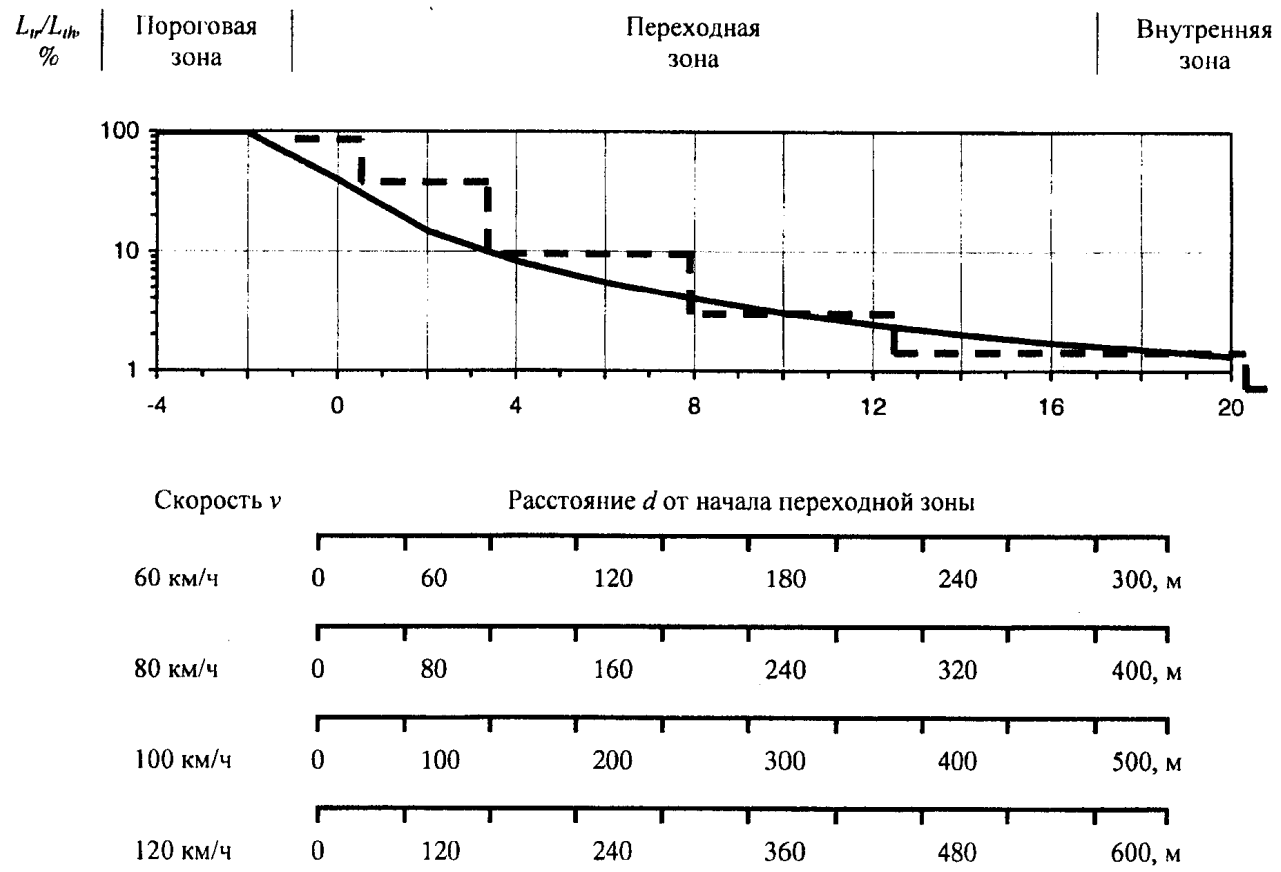 L_tr/L_th, %
Пороговая зона
Переходная зона
Внутренняя зона
100
10
1
-4 0 4 8 12 16 20
Скорость v Расстояние d от начала переходной зоны
60 км/ч 0 60 120 180 240 300, м
80 км/ч 0 80 160 240 320 400, м
100 км/ч 0 100 200 300 400 500, м
120 км/ч 0 120 240 360 480 600, м